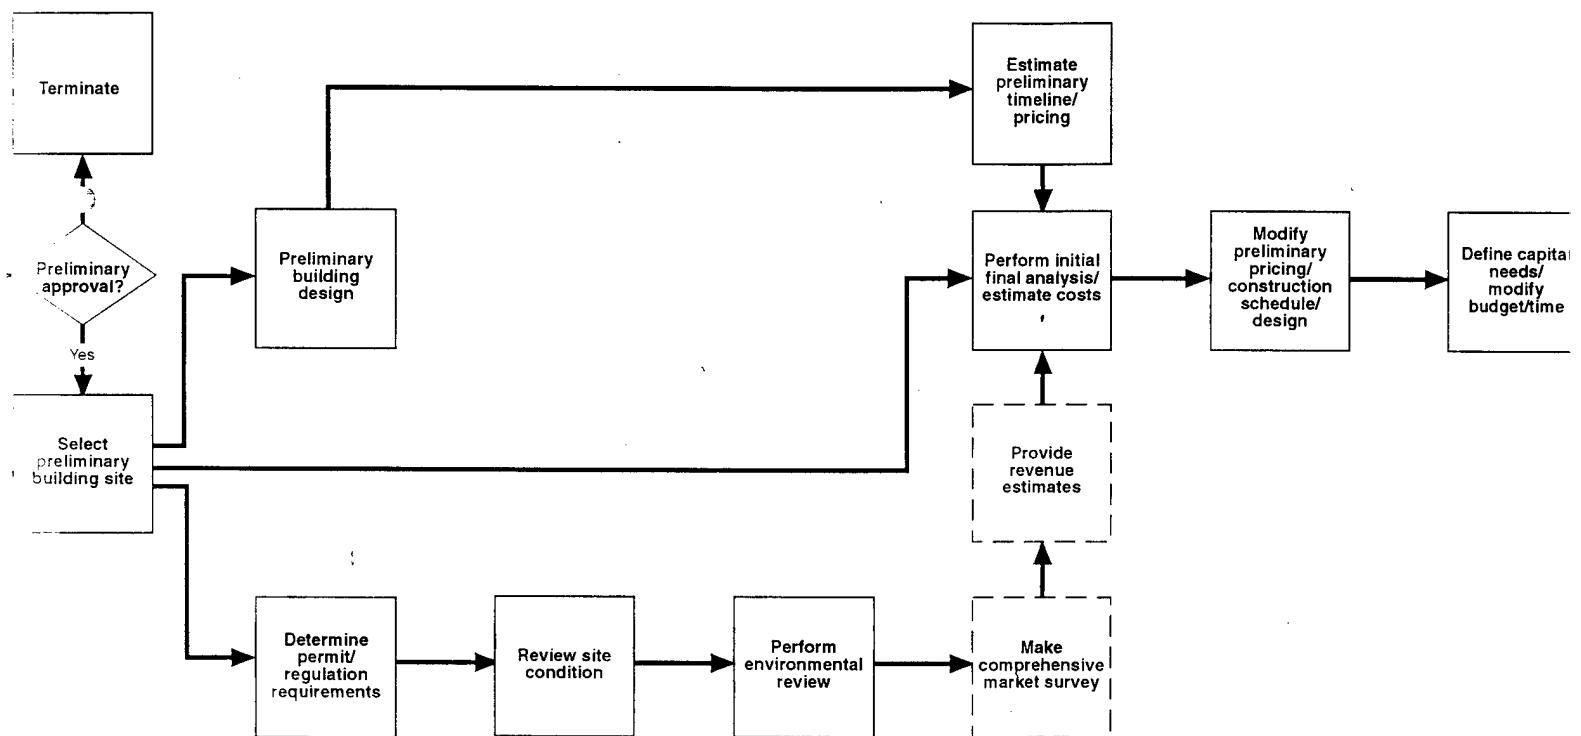 Terminate
Preliminary
approval?
Yes
Select
preliminary
building site
Preliminary
building
design
Estimate
preliminary
timeline/
pricing
Perform initial
final analysis/
estimate costs
Modify
preliminary
pricing/
construction
schedule/
design
Define capital
needs/
modify
budget/time
Provide
revenue
estimates
Determine
permit/
regulation
requirements
Review site
condition
Perform
environmental
review
Make
comprehensive
market survey